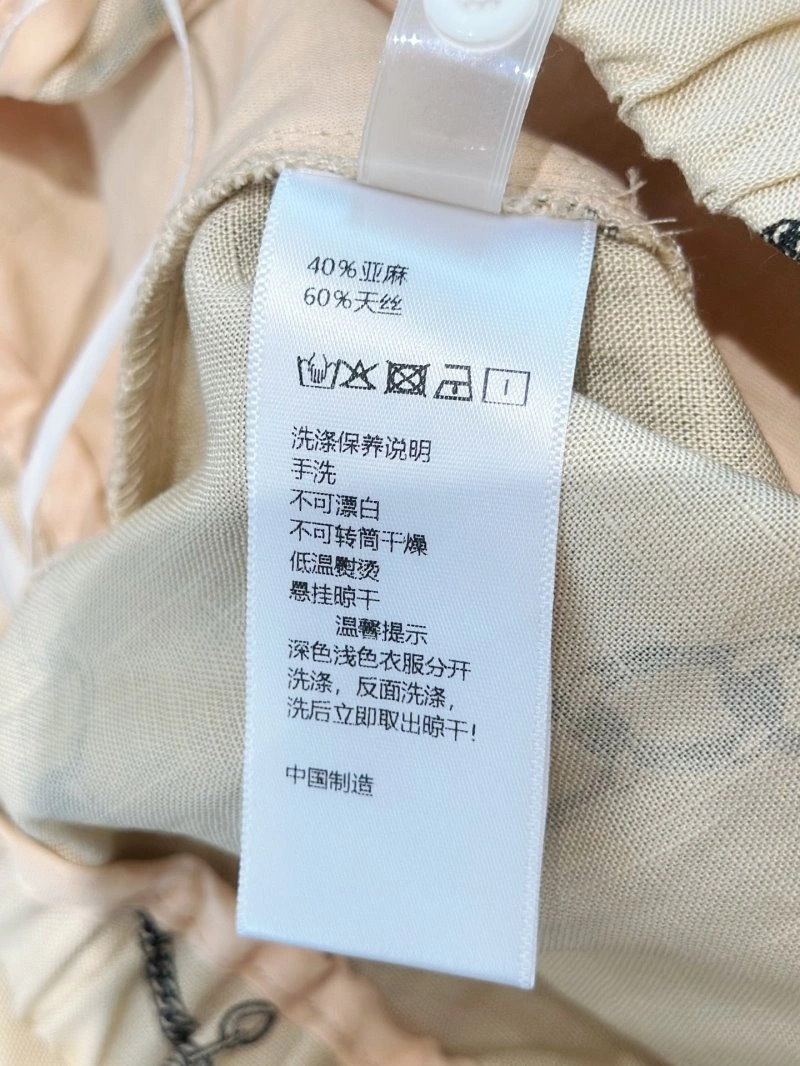 40%亚麻
60%天丝
洗涤保养说明
手洗
不可漂白
不可转筒干燥
低温熨烫
悬挂晾干
温馨提示
深色浅色衣服分开
洗涤，反面洗涤，
洗后立即取出晾干!
中国制造